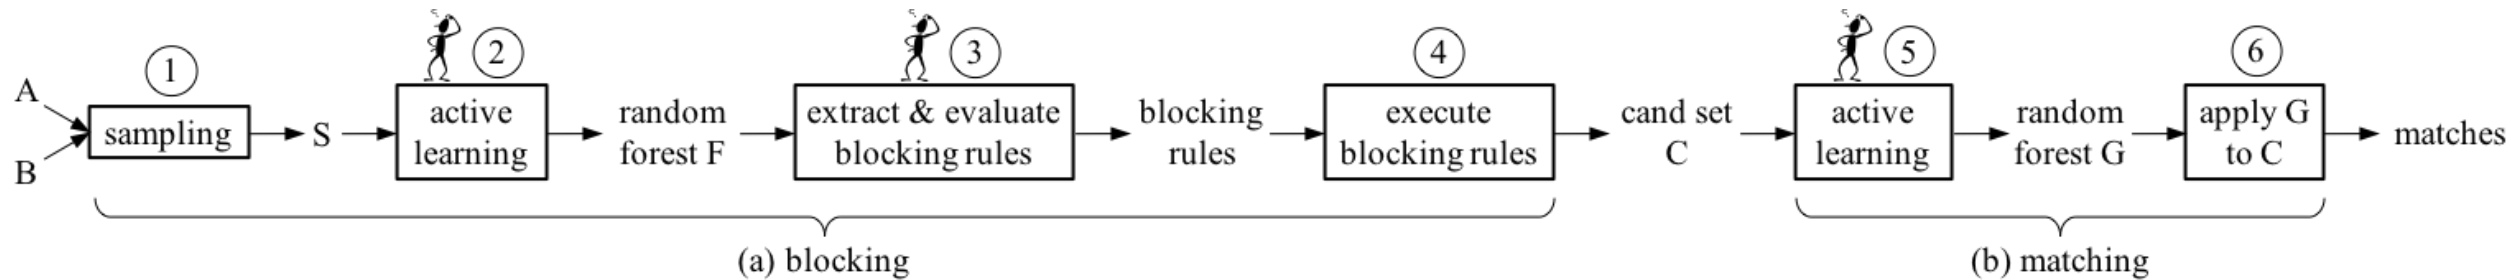 1
2
3
4
5
6
A
B
sampling
S
active
learning
random
forest F
extract & evaluate
blocking rules
blocking
rules
execute
blocking rules
cand set
C
active
learning
random
forest G
apply G
to C
matches
(a) blocking
(b) matching